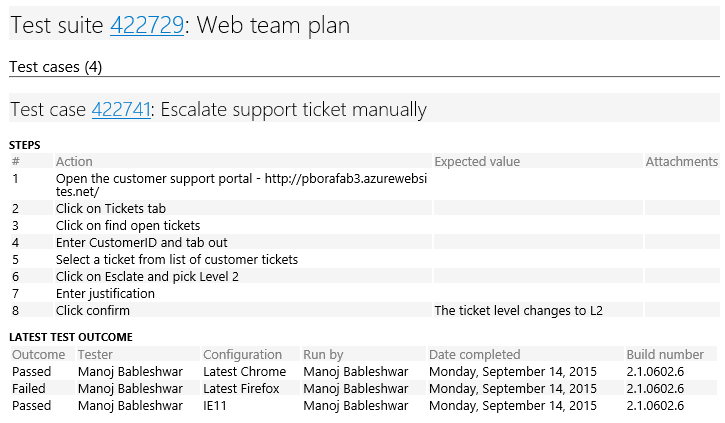 Test suite 422729: Web team plan
Test cases (4)
Test case 422741: Escalate support ticket manually
STEPS
# Action Expected value Attachments
1 Open the customer support portal - http://pborafab3.azurewebsi
tes.net/
2 Click on Tickets tab
3 Click on find open tickets
4 Enter CustomerID and tab out
5 Select a ticket from list of customer tickets
6 Click on Esclate and pick Level 2
7 Enter justification
8 Click confirm The ticket level changes to L2
LATEST TEST OUTCOME
Outcome Tester Configuration Run by Date completed Build number
Passed Manoj Bableshwar Latest Chrome Manoj Bableshwar Monday, September 14, 2015 2.1.0602.6
Failed Manoj Bableshwar Latest Firefox Manoj Bableshwar Monday, September 14, 2015 2.1.0602.6
Passed Manoj Bableshwar IE11 Manoj Bableshwar Monday, September 14, 2015 2.1.0602.6